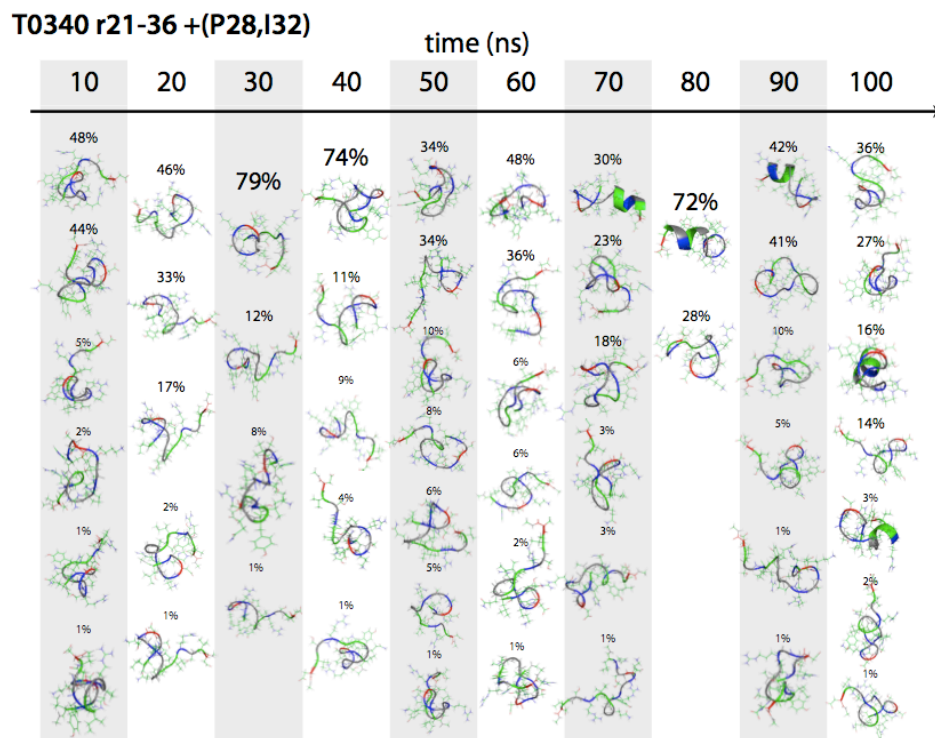 T0340 r21-36 +(P28,I32)
time (ns)
10 20 30 40 50 60 70 80 90 100
48% 46% 79% 74% 34% 48% 30% 72% 42% 36%
44% 33% 12% 11% 34% 36% 23% 28% 41% 27%
5% 17% 8% 9% 10% 6% 18% 10% 16%
2% 2% 1% 4% 8% 6% 3% 5% 14%
1% 1% 1% 6% 2% 3% 1% 3%
1% 5% 1% 1% 1% 2%
1% 1%